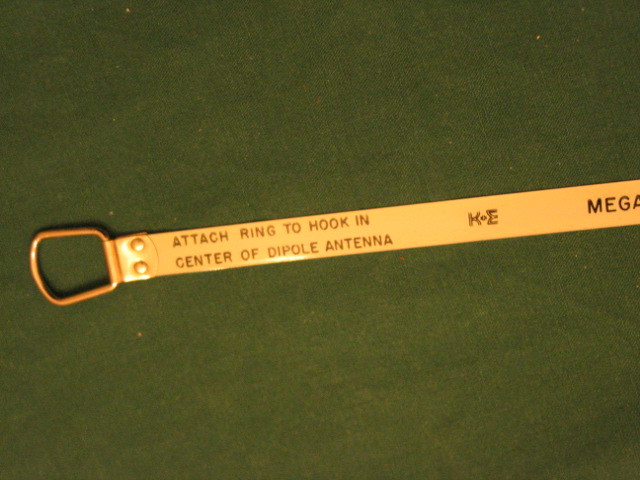 ATTACH RING TO HOOK IN
CENTER OF DIPOLE ANTENNA
K+E
MEGA